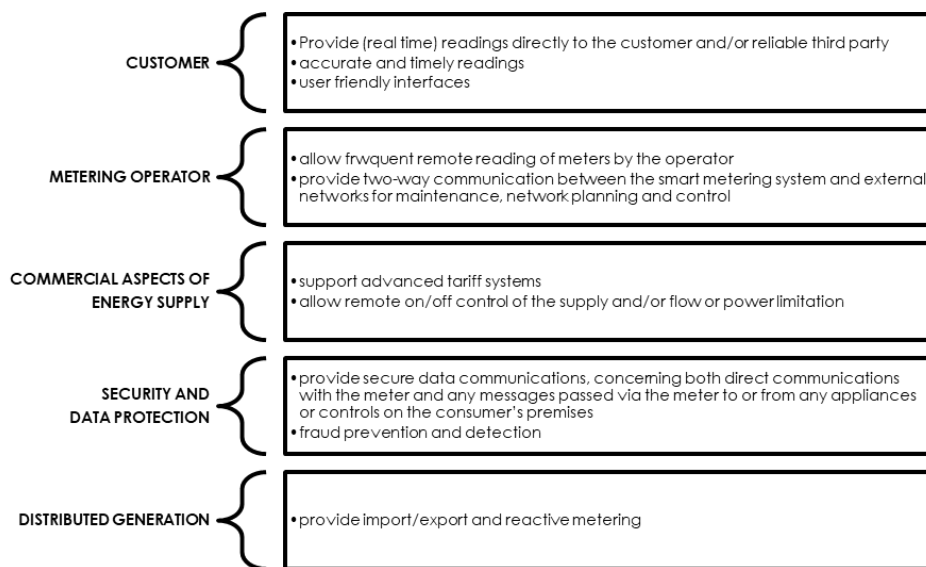 CUSTOMER
• Provide (real time) readings directly to the customer and/or reliable third party
• accurate and timely readings
• user friendly interfaces
METERING OPERATOR
• allow frwquent remote reading of meters by the operator
• provide two-way communication between the smart metering system and external
networks for maintenance, network planning and control
COMMERCIAL ASPECTS OF
ENERGY SUPPLY
• support advanced tariff systems
• allow remote on/off control of the supply and/or flow or power limitation
SECURITY AND
DATA PROTECTION
• provide secure data communications, concerning both direct communications
with the meter and any messages passed via the meter to or from any appliances
or controls on the consumer's premises
• fraud prevention and detection
DISTRIBUTED GENERATION
• provide import/export and reactive metering